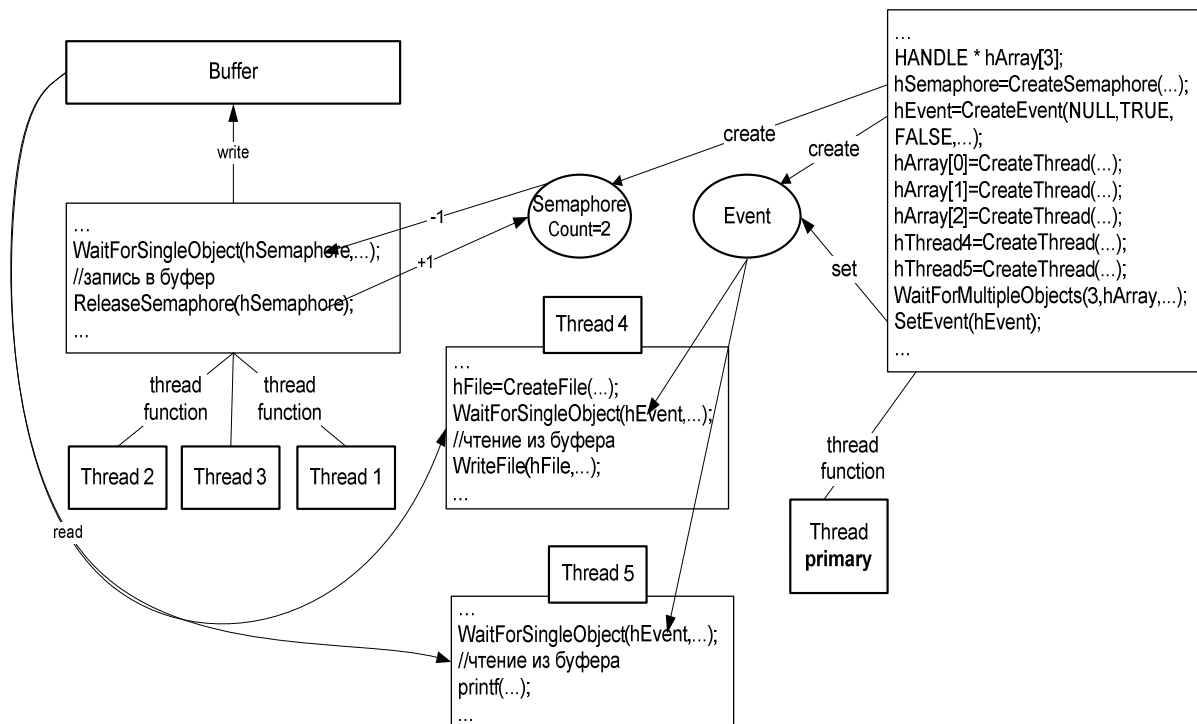 Buffer
write
...
WaitForSingleObject(hSemaphore,...);
//запись в буфер
ReleaseSemaphore(hSemaphore);
...
-1
+1
thread
function
thread
function
Thread 2
Thread 3
Thread 1
read
Semaphore
Count=2
create
Event
create
set
...
HANDLE * hArray[3];
hSemaphore=CreateSemaphore(...);
hEvent=CreateEvent(NULL,TRUE,
FALSE,...);
hArray[0]=CreateThread(...);
hArray[1]=CreateThread(...);
hArray[2]=CreateThread(...);
hThread4=CreateThread(...);
hThread5=CreateThread(...);
WaitForMultipleObjects(3,hArray,...);
SetEvent(hEvent);
...
thread
function
Thread
primary
Thread 4
...
hFile=CreateFile(...);
WaitForSingleObject(hEvent,...);
//чтение из буфера
WriteFile(hFile,...);
...
Thread 5
...
WaitForSingleObject(hEvent,...);
//чтение из буфера
printf(...);
...